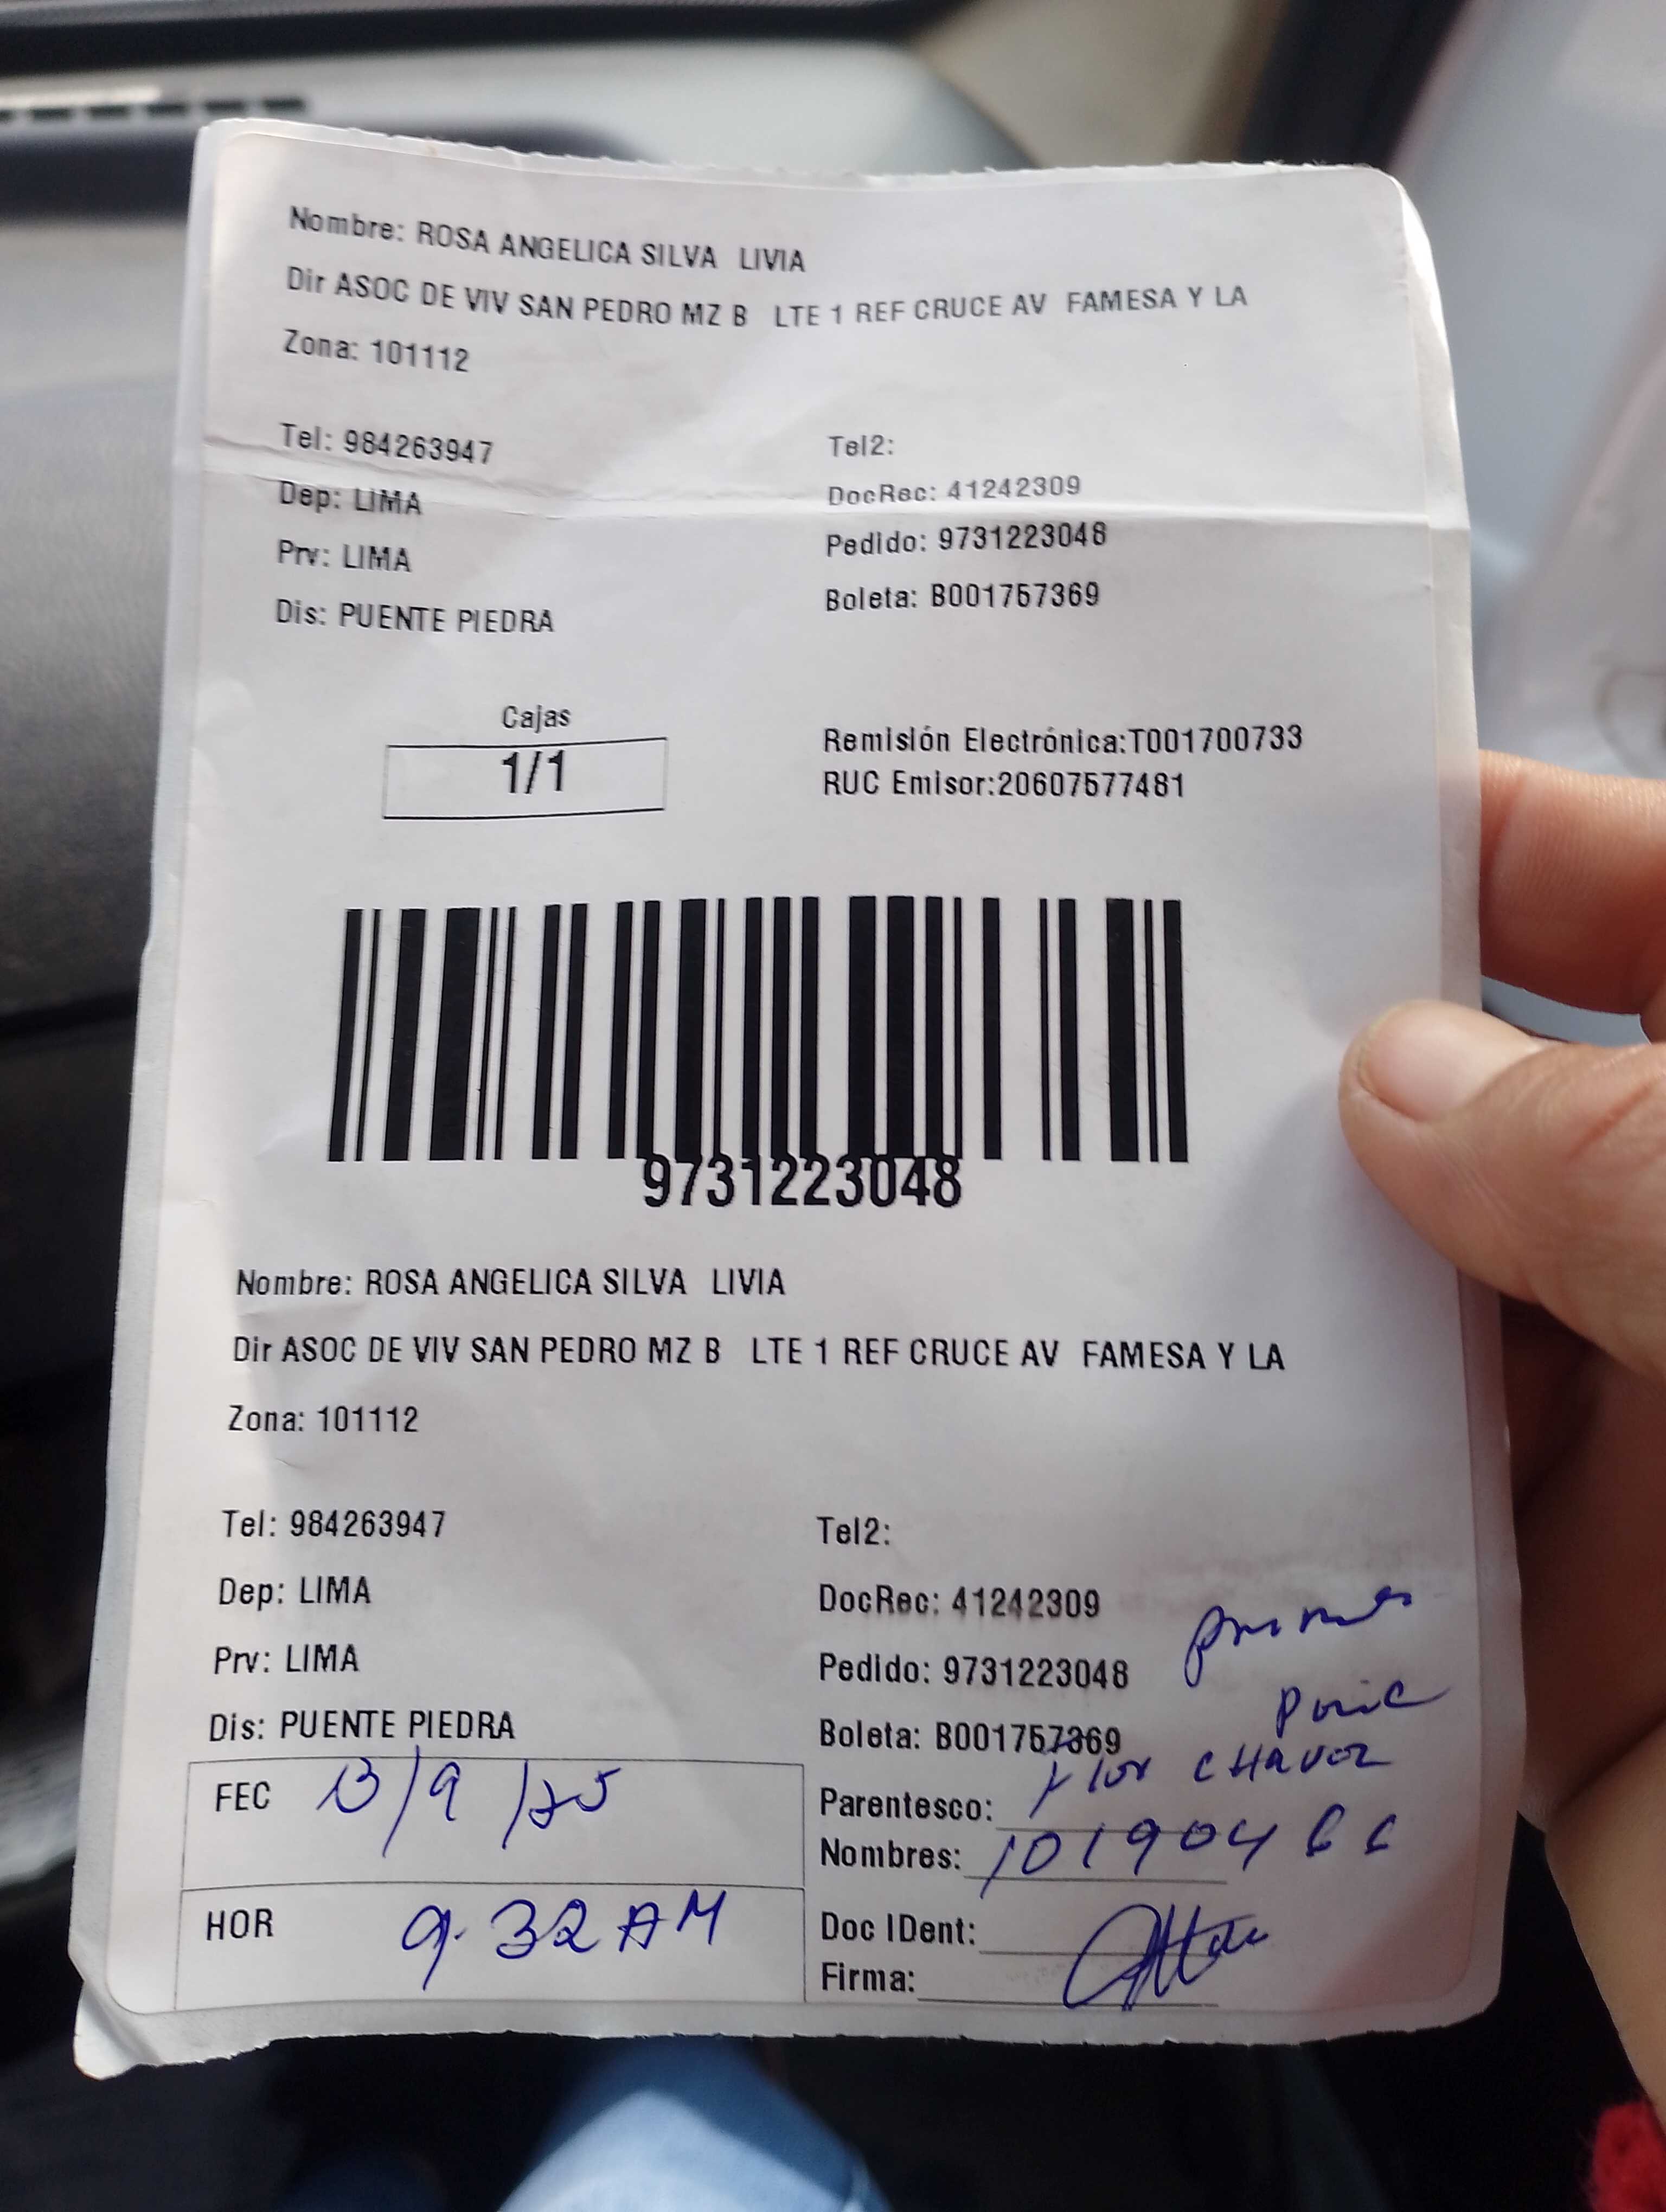 Nombre: ROSA ANGELICA SILVA LIVIA
Dir ASOC DE VIV SAN PEDRO MZ B LTE 1 REF CRUCE AV FAMESA Y LA
Zona: 101112
Tel: 984263947 Tel2:
Dep: LIMA DocRec: 41242309
Prv: LIMA Pedido: 9731223048
Dis: PUENTE PIEDRA Boleta: B001757369
Cajas
1/1
Remisión Electrónica:T001700733
RUC Emisor:20607577481
9731223048
Nombre: ROSA ANGELICA SILVA LIVIA
Dir ASOC DE VIV SAN PEDRO MZ B LTE 1 REF CRUCE AV FAMESA Y LA
Zona: 101112
Tel: 984263947 Tel2:
Dep: LIMA DocRec: 41242309
Prv: LIMA Pedido: 9731223048
Dis: PUENTE PIEDRA Boleta: B001757369
FEC 13/9/25
Parentesco: Flor CHAVEZ
Nombres: 10190466
HOR 9.32 AM
Doc IDent:
Firma: